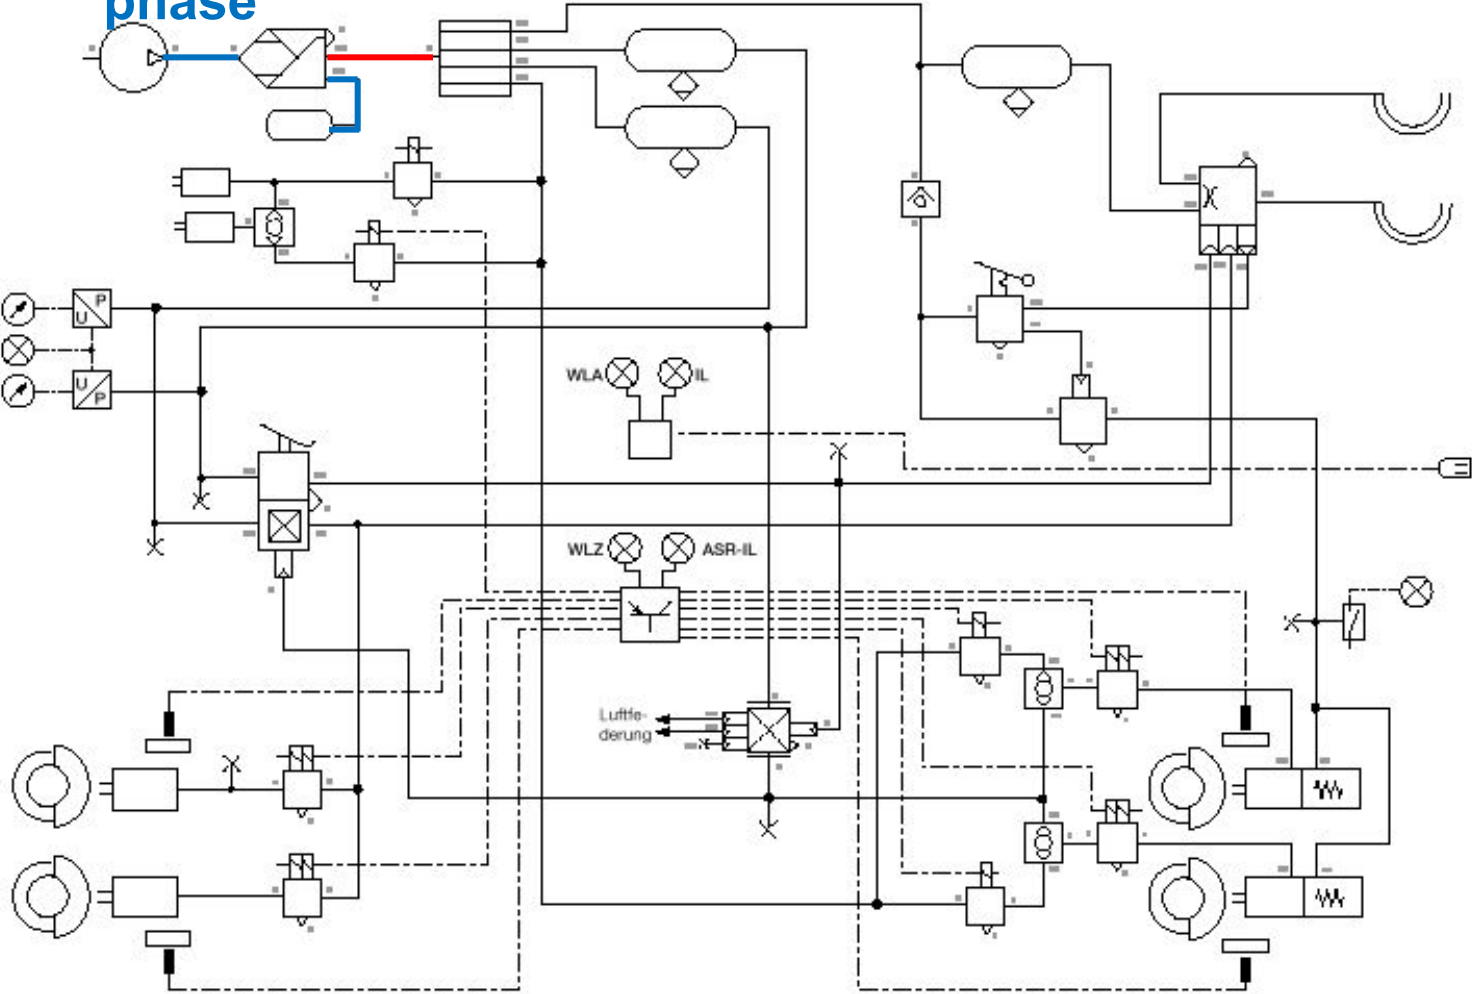 phase
P
U
U
P
WLA
IL
WLZ
ASR-IL
Luftfe-
derung